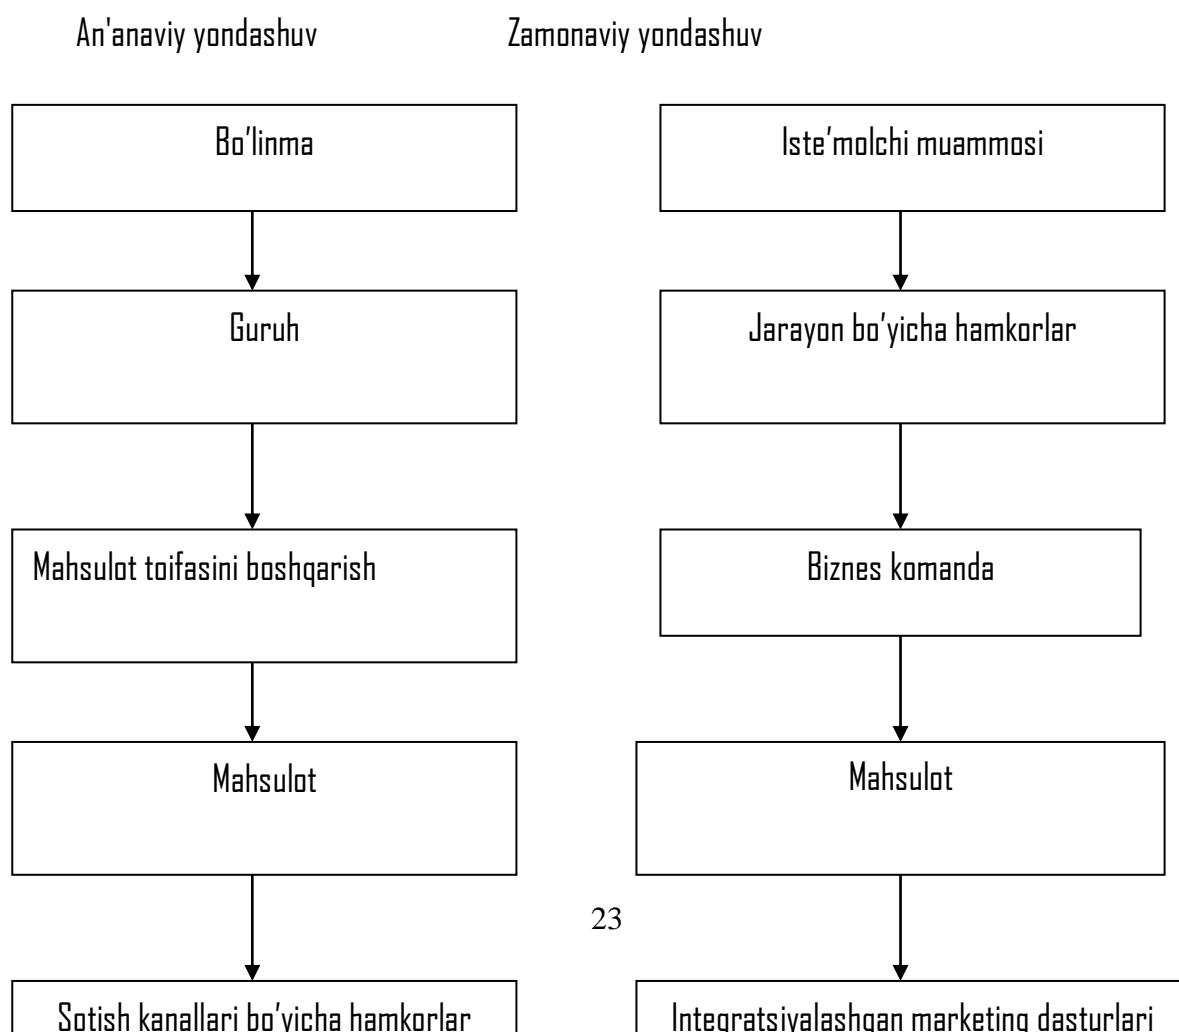 An'anaviy yondashuv
Zamonaviy yondashuv
Bo’linma
Iste’molchi muammosi
Guruh
Jarayon bo’yicha hamkorlar
Mahsulot toifasini boshqarish
Biznes komanda
Mahsulot
Mahsulot
23
Sotish kanallari bo’yicha hamkorlar
Integratsiyalashgan marketing dasturlari